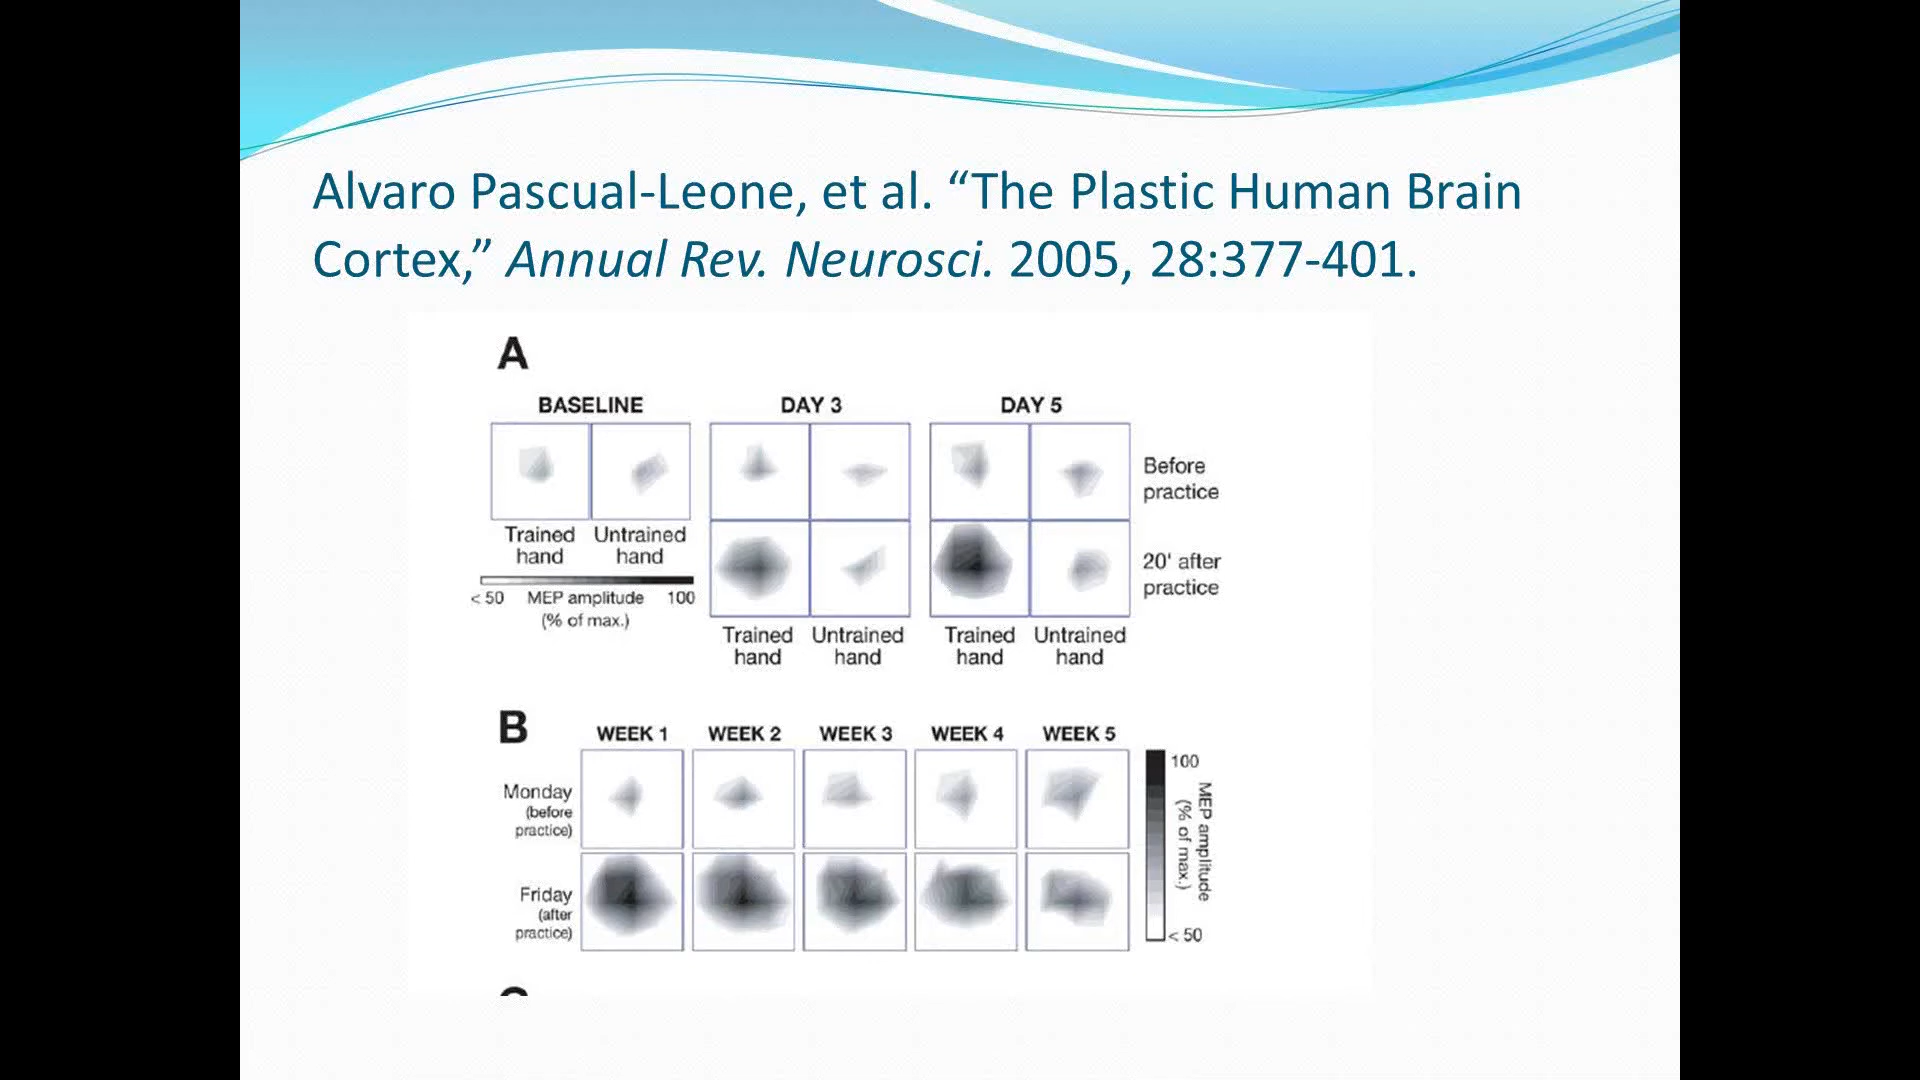 Alvaro Pascual-Leone, et al. “The Plastic Human Brain
Cortex,” Annual Rev. Neurosci. 2005, 28:377-401.
A
BASELINE DAY 3 DAY 5
Before
practice
Trained Untrained
hand hand
< 50 MEP amplitude 100
(% of max.)
20' after
practice
Trained Untrained Trained Untrained
hand hand hand hand
B
WEEK 1 WEEK 2 WEEK 3 WEEK 4 WEEK 5
Monday
(before
practice)
Friday
(after
practice)
100
MEP amplitude
(% of max.)
< 50